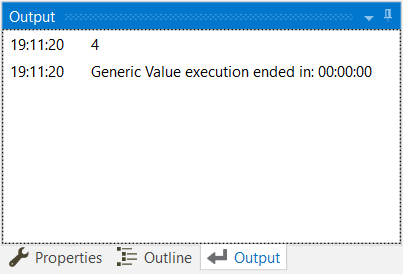 Output
19:11:20 4
19:11:20 Generic Value execution ended in: 00:00:00
Properties Outline Output